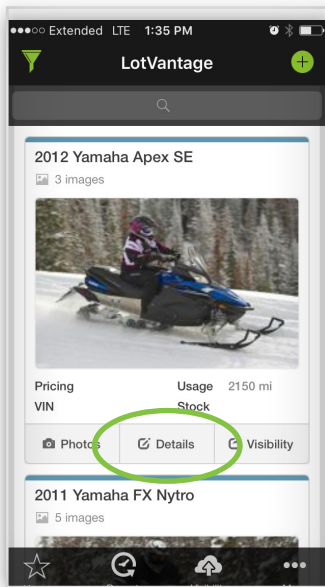 Extended LTE 1:35 PM
LotVantage
2012 Yamaha Apex SE
3 images
Pricing Usage 2150 mi
VIN Stock
Photos Details Visibility
2011 Yamaha FX Nytro
5 images